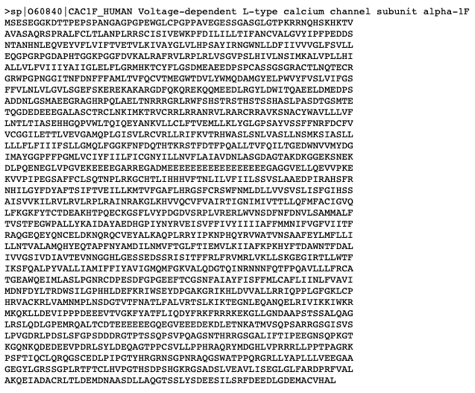 >sp|O60840|CAC1F_HUMAN Voltage-dependent L-type calcium channel subunit alpha-1F
MSESEGGKDTTPEPSPANGAGPGPEWGLCPGPPAVEGESSGASGLGTPKRRNQHSKHKTV
AVASAQRSPRALFCLTLANPLRRSCISIVEWKPFDILILLTIFANCVALGVYIPFPEDDS
NTANHNLEQVEYVFLVIFTVETVLKIVAYGLVLHPSAYIRNGWNLLDFIIVVVGLFSVLL
EQGPGRPGDAPHTGGKPGGFDVKALRAFRVLRPLRLVSGVPSLHIVLNSIMKALVPLLHI
ALLVLFVIIIYAIIGLELFLGRMHKTCYFLGSDMEAEEDPSPCASSGSGRACTLNQTECR
GRWPGPNGGITNFDNFFFAMLTVFQCVTMEGWTDVLYWMQDAMGYELPWVYFVSLVIFGS
FFVLNLVLGVLSGEFSKEREKAKARGDFQKQREKQQMEEDLRGYLDWITQAEELDMEDPS
ADDNLGSMAEEGRAGHRPQLAELTNRRRGRLRWFSHSTRSTHSTSSHASLPASDTGSMTE
TQGDEDEEEGALASCTRCLNKIMKTRVCRRLRRANRVLRARCRRAVKSNACYWAVLLLVF
LNTLTIASEHHGQPVWLTQIQEYANKVLLCLFTVEMLLKLYGLGPSAYVSSFFNRFDCFV
VCGGILETTLVEVGAMQPLGISVLRCVRLLRIFKVTRHWASLSNLVASLLNSMKSIASLL
LLLFLFIIIFSLLGMQLFGGKFNFDQTHTKRSTFDTFPQALLTVFQILTGEDWNVVMYDG
IMAYGGPFFPGMLVCIYFIILFICGNYILLNVFLAIAVDNLASGDAGTAKDKGGEKSNEK
DLPQENEGLVPGVEKEEEEGARREGADMEEEEEEEEEEEEEEEEEGAGGVELLQEVVPKE
KVVPIPEGSAFFCLSQTNPLRKGCHTLIHHHVFTNLILVFIILSSVSLAAEDPIRAHSFR
NHILGYFDYAFTSIFTVEILLKMTVFGAFLHRGSFCRSWFNMLDLLVVSVSLISFGIHSS
AISVVKILRVLRVLRPLRAINRAKGLKHVVQCVFVAIRTIGNIMIVTTLLQFMFACIGVQ
LFKGKFYTCTDEAKHTPQECKGSFLVYPDGDVSRPLVRERLWVNSDFNFDNVLSAMMALF
TVSTFEGWPALLYKAIDAYAEDHGPIYNYRVEISVFFIVYIIIIAFFMMNIFVGFVIITF
RAQGEQEYQNCELDKNQRQCVEYALKAQPLRRYIPKNPHQYRVWATVNSAAFEYLMFLLI
LLNTVALAMQHYEQTAPFNYAMDILNMVFTGLFTIEMVLKIIAFKPKHYFTDAWNTFDAL
IVVGSIVDIAVTEVNNGGHLGESSEDSSRISITFFRLFRVMRLVKLLSKGEGIRTLLWTF
IKSFQALPYVALLIAMIFFIYAVIGMQMFGKVALQDGTQINRNNNFQTFPQAVLLLFRCA
TGEAWQEIMLASLPGNRCDPESDFGPGEEFTCGSNFAIAYFISFFMLCAFLIINLFVAVI
MDNFDYLTRDWSILGPHHLDEFKRIWSEYDPGAKGRIKHLDVVALLRRIQPPLGFGKLCP
HRVACKRLVAMNMPLNSDGTVTFNATLFALVRTSLKIKTEGNLEQANQELRIVIKKIWKR
MKQKLLDEVIPPPDEEEVTVGKFYATFLIQDYFRKFRRRKEKGLLGNDAAPSTSSALQAG
LRSLQDLGPEMRQALTCDTEEEEEEGQEGVEEEDEKDLETNKATMVSQPSARRGSGISVS
LPVGDRLPDSLSFGPSDDDRGTPTSSQPSVPQAGSNTHRRGSGALIFTIPEEGNSQPKGT
KGQNKQDEDEEVPDRLSYLDEQAGTPPCSVLLPPHRAQRYMDGHLVPRRRLLPPTPAGRK
PSFTIQCLQRQGSCEDLPIPGTYHRGRNSGPNRAQGSWATPPQRGRLLYAPLLLVEEGAA
GEGYLGRSSGPLRTFTCLHVPGTHSDPSHGKRGSADSLVEAVLISEGLGLFARDPRFVAL
AKQEIADACRLTLDEMDNAASDLLAQGTSSLYSDEESILSRFDEEDLGDEMACVHAL